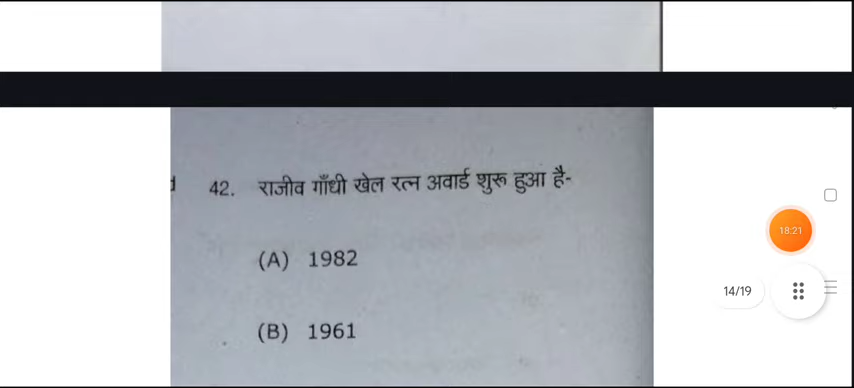 42. राजीव गाँधी खेल रत्न अवार्ड शुरू हुआ है-
(A) 1982
18:21
14/19
(B) 1961